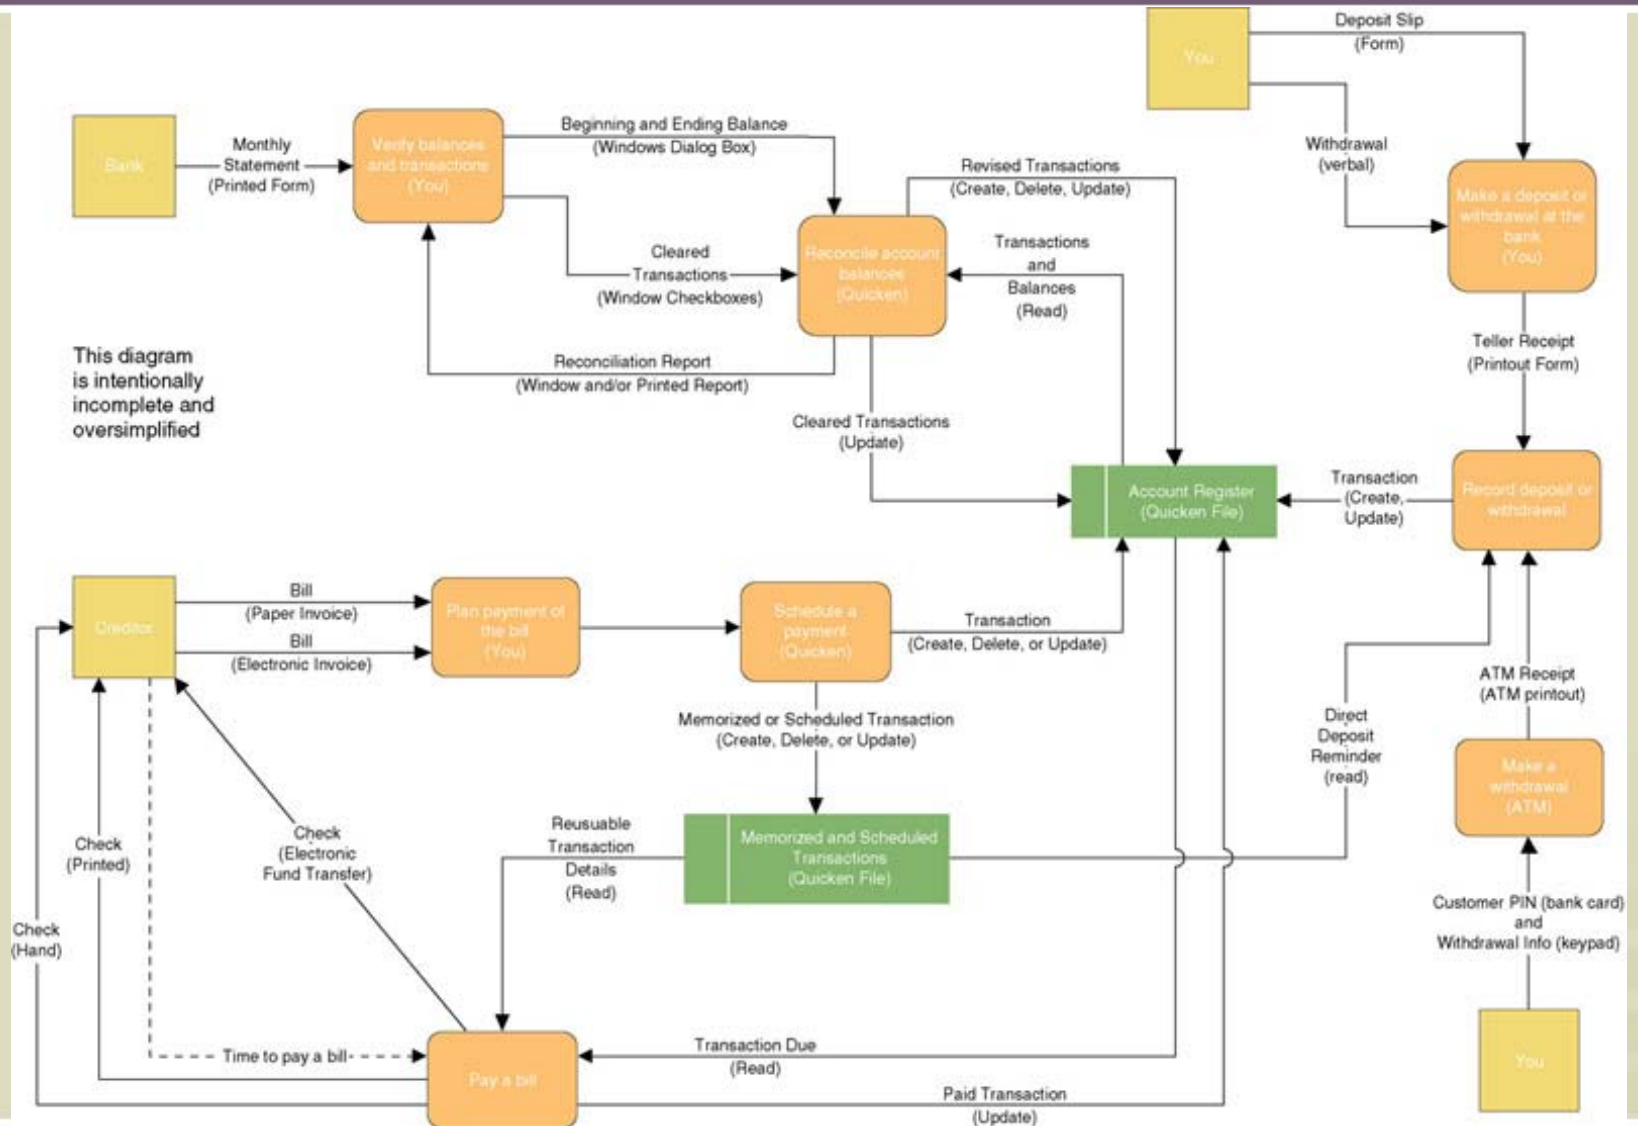 Deposit Slip
(Form)
You
Withdrawal
(verbal)
Make a deposit or
withdrawal at the
bank
(You)
Bank
Monthly
Statement
(Printed Form)
Verify balances
and transactions
(You)
Beginning and Ending Balance
(Windows Dialog Box)
Cleared
Transactions
(Window Checkboxes)
Reconciliation Report
(Window and/or Printed Report)
Reconcile account
balances
(Quicken)
Revised Transactions
(Create, Delete, Update)
Transactions
and
Balances
(Read)
Cleared Transactions
(Update)
Teller Receipt
(Printout Form)
This diagram
is intentionally
incomplete and
oversimplified
Account Register
(Quicken File)
Transaction
(Create,
Update)
Record deposit or
withdrawal
Creditor
Bill
(Paper Invoice)
Bill
(Electronic Invoice)
Plan payment of
the bill
(You)
Schedule a
payment
(Quicken)
Transaction
(Create, Delete, or Update)
Memorized or Scheduled Transaction
(Create, Delete, or Update)
Memorized and Scheduled
Transactions
(Quicken File)
Reusuable
Transaction
Details
(Read)
Direct
Deposit
Reminder
(read)
ATM Receipt
(ATM printout)
Make a
withdrawal
(ATM)
Customer PIN (bank card)
and
Withdrawal Info (keypad)
You
Check
(Printed)
Check
(Electronic
Fund Transfer)
Check
(Hand)
Time to pay a bill
Pay a bill
Transaction Due
(Read)
Paid Transaction
(Update)